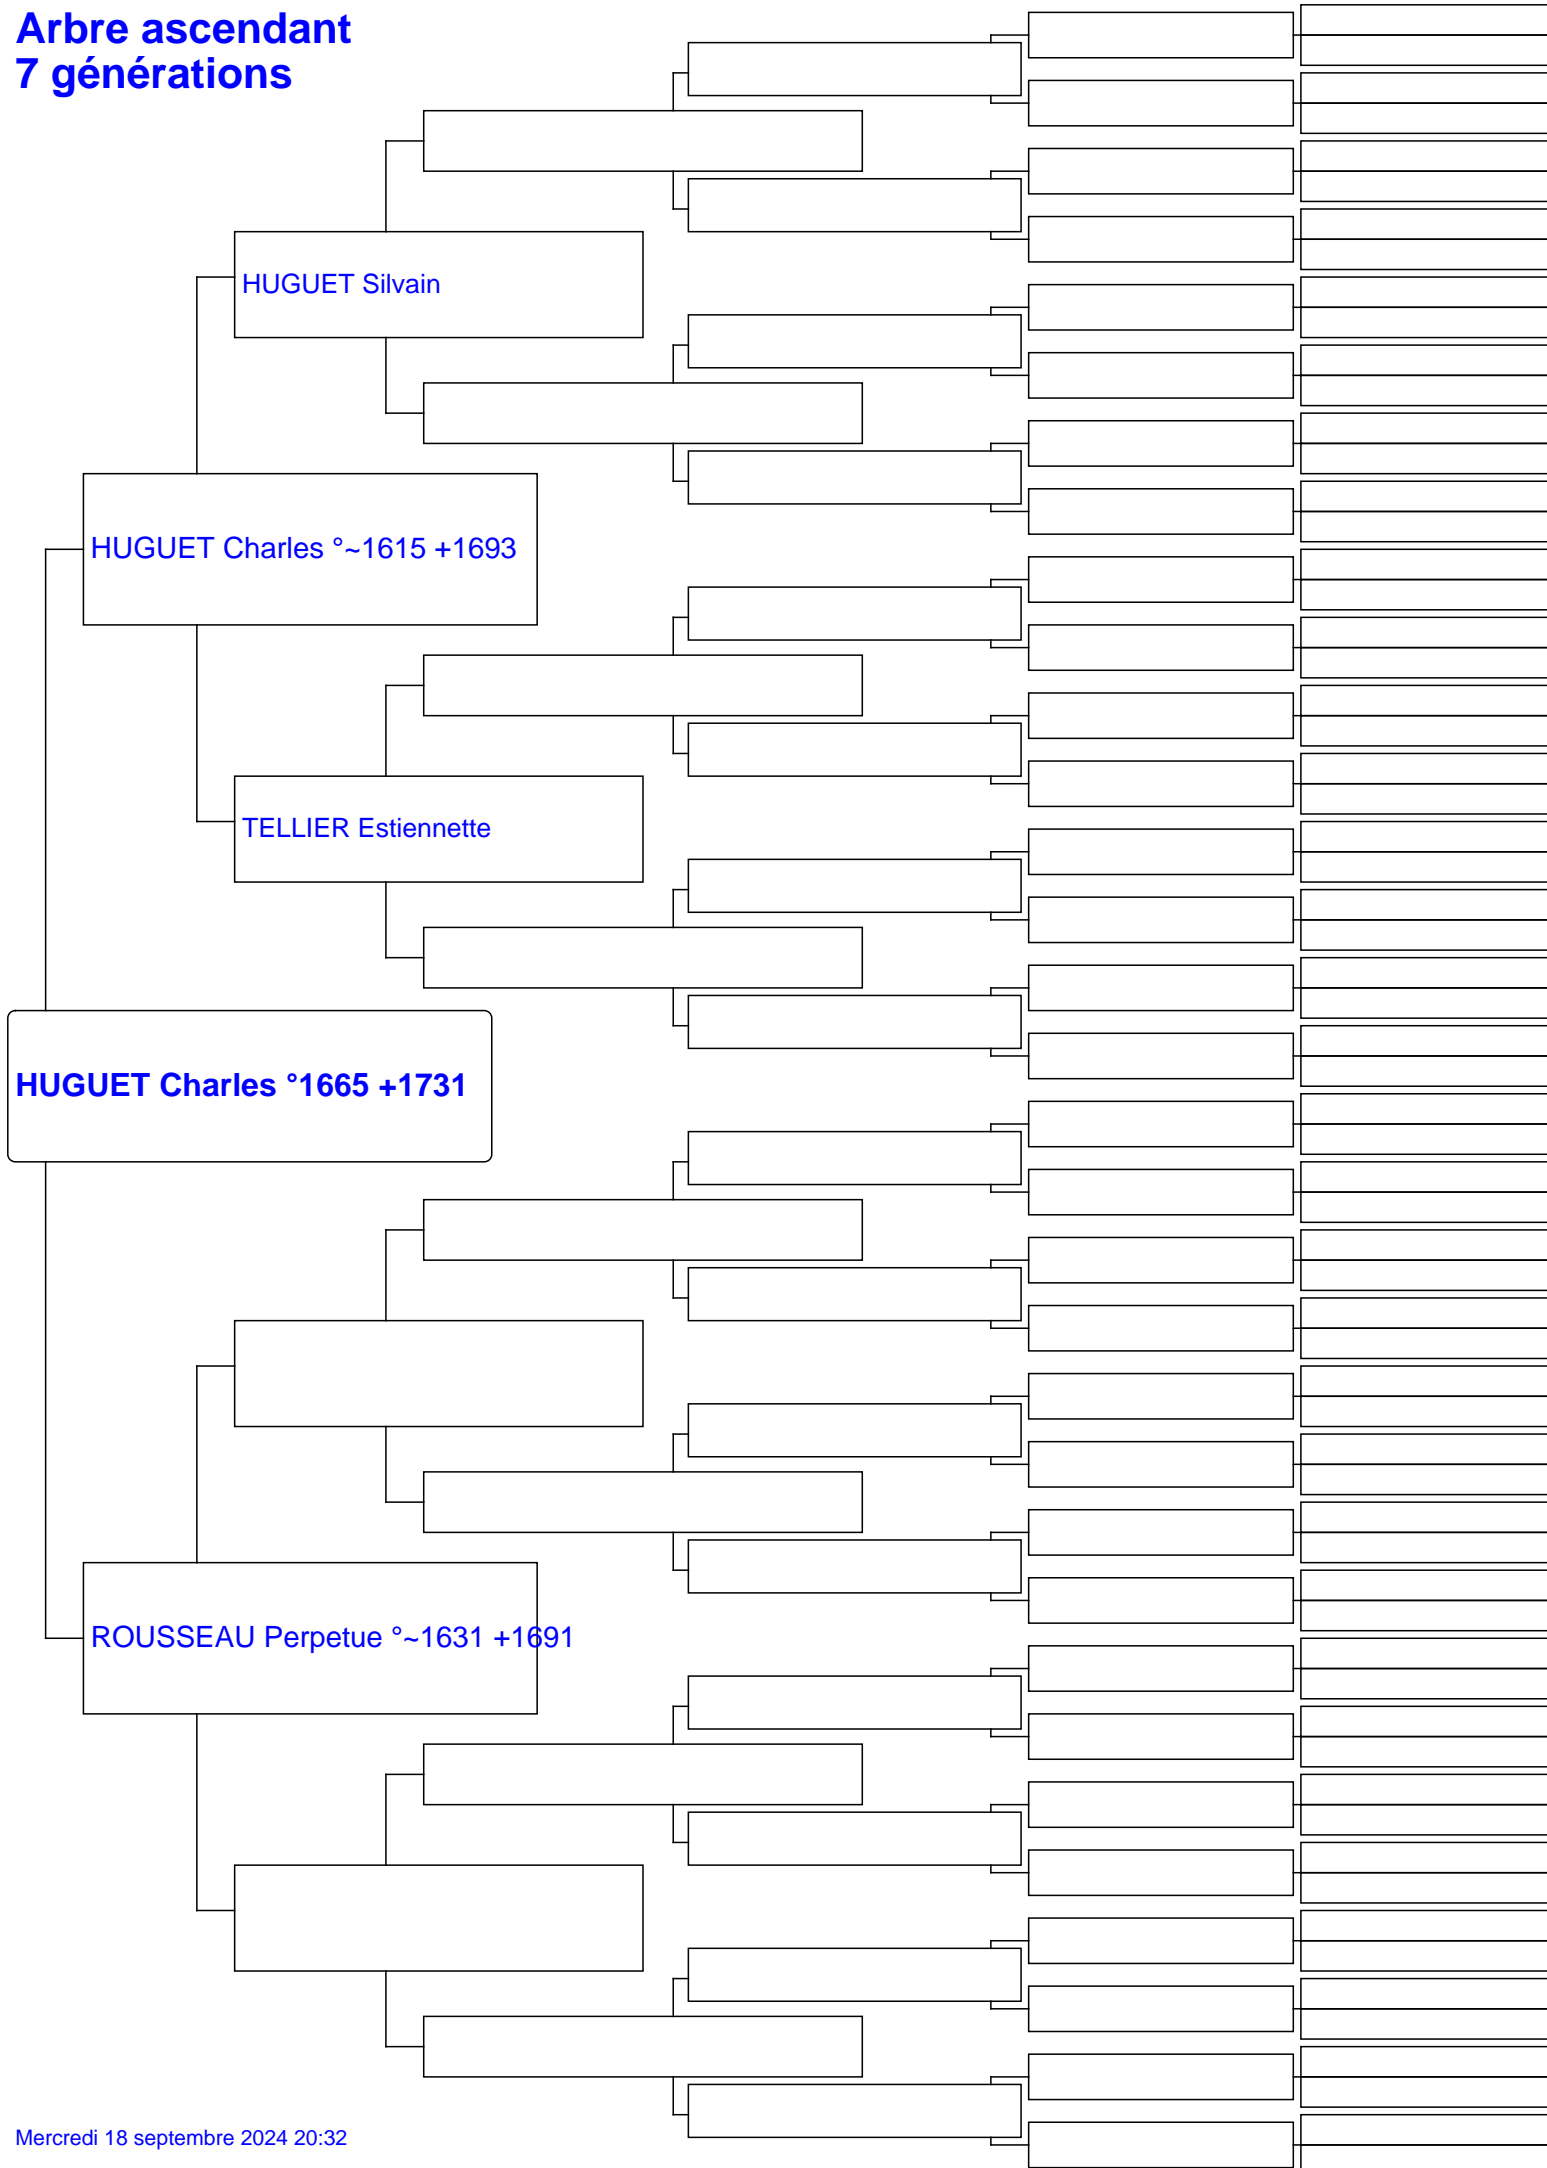 Arbre ascendant
7 générations
HUGUET Silvain
HUGUET Charles °~1615 +1693
TELLIER Estiennette
HUGUET Charles °1665 +1731
ROUSSEAU Perpetue °~1631 +1691
Mercredi 18 septembre 2024 20:32